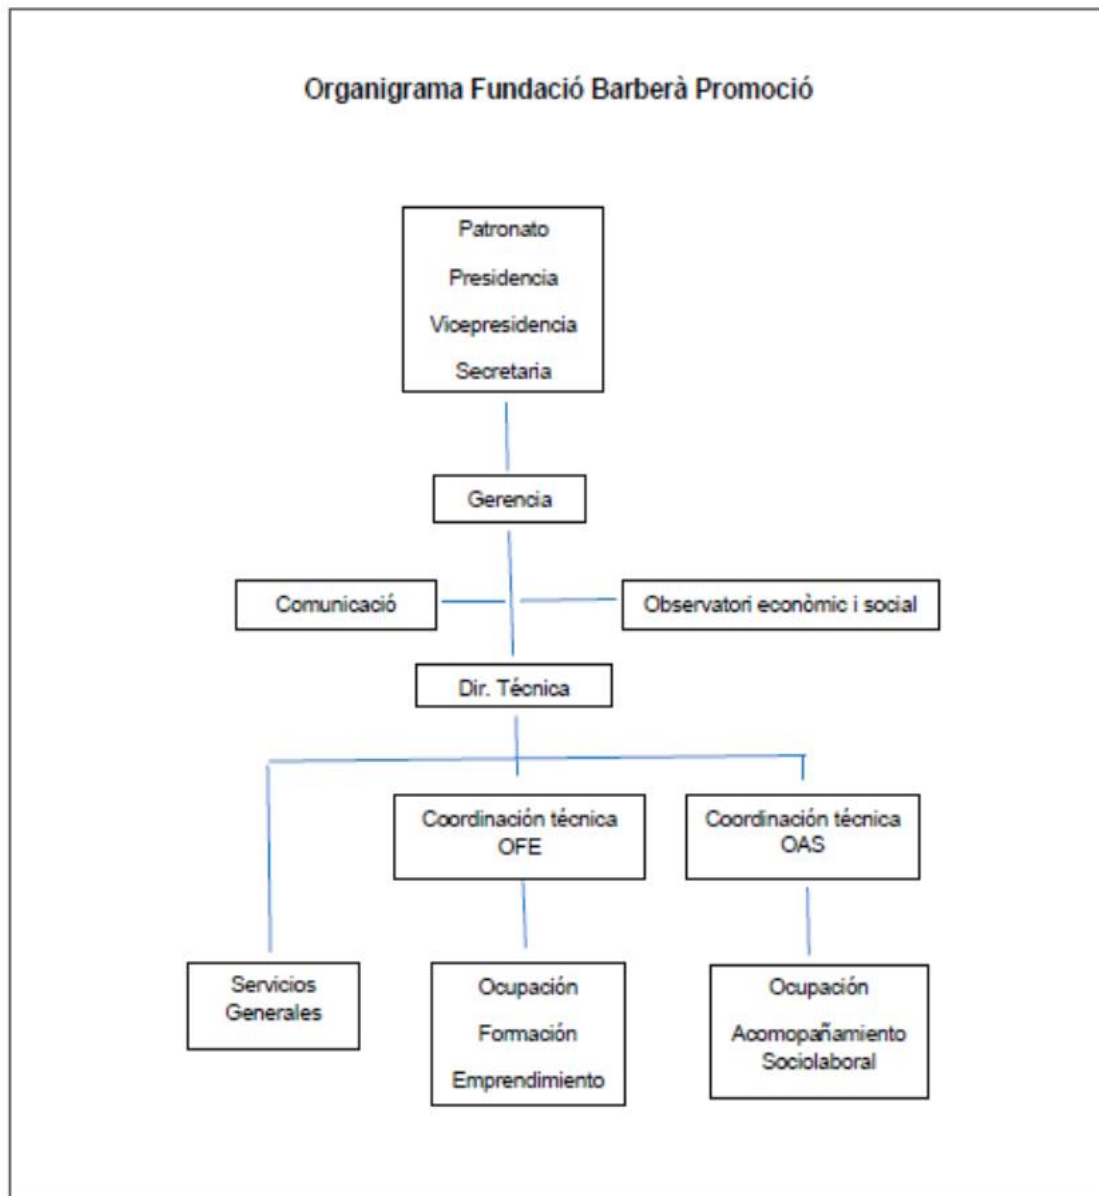 Organigrama Fundació Barberà Promoció
Patronato
Presidencia
Vicepresidencia
Secretaria
Gerencia
Comunicació
Observatori econòmic i social
Dir. Técnica
Coordinación técnica
OFE
Coordinación técnica
OAS
Servicios
Generales
Ocupación
Formación
Emprendimiento
Ocupación
Acomopañamiento
Sociolaboral